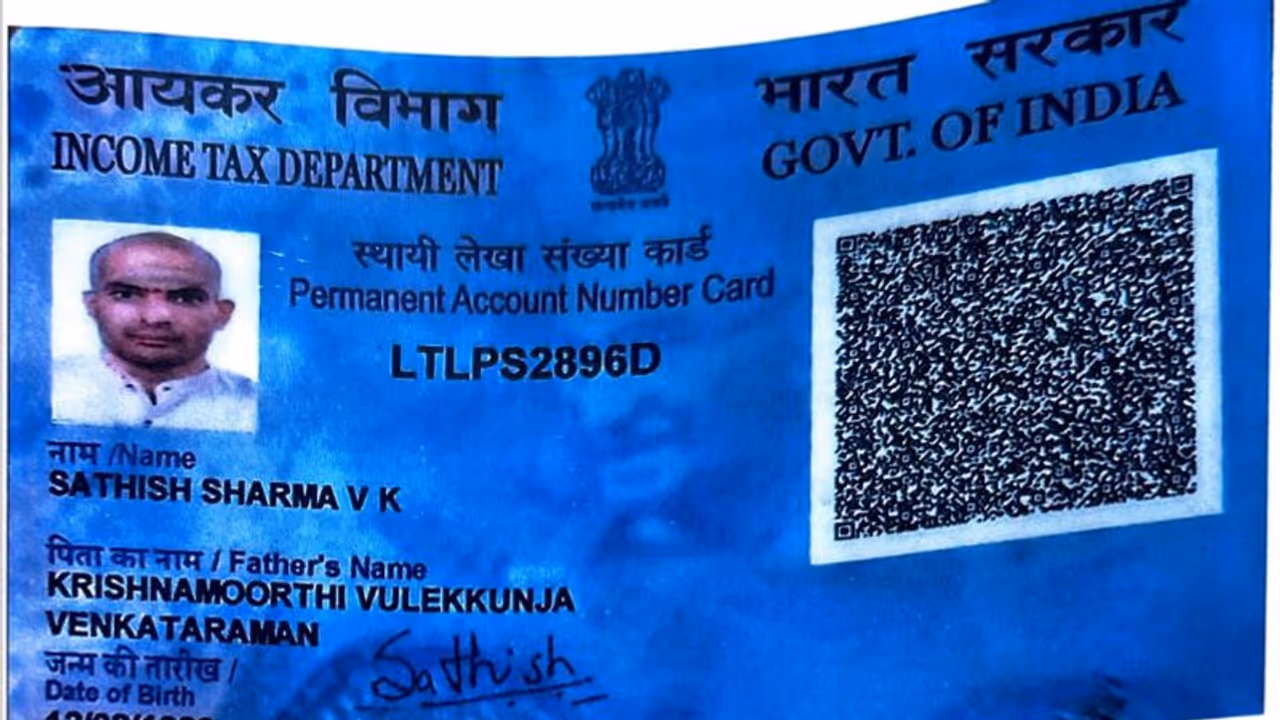 आयकर विभाग
INCOME TAX DEPARTMENT
भारत सरकार
GOVT. OF INDIA
स्थायी लेखा संख्या कार्ड
Permanent Account Number Card
LTLPS2896D
नाम /Name
SATHISH SHARMA V K
पिता का नाम / Father's Name
KRISHNAMOORTHI VULEKKUNJA
VENKATARAMAN
जन्म की तारीख /
Date of Birth
Sathish